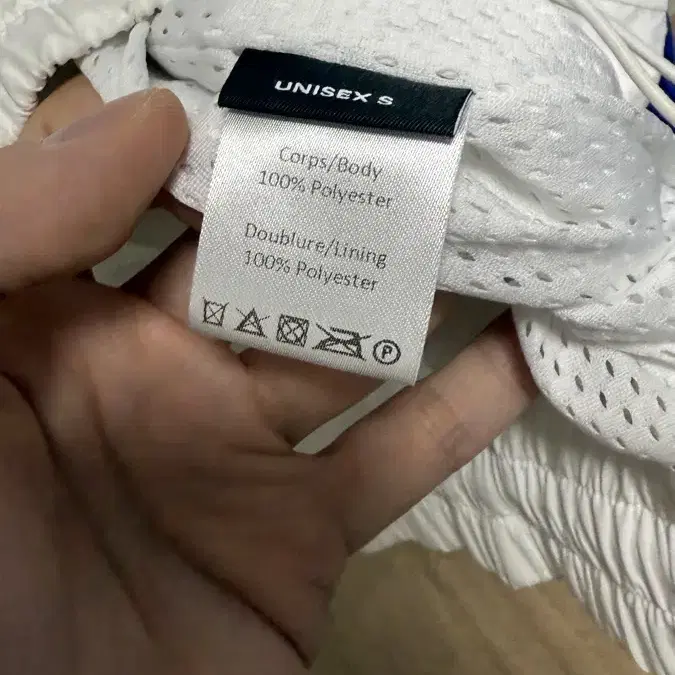 UNISEX S
Corps/Body
100% Polyester
Doublure/Lining
100% Polyester
P